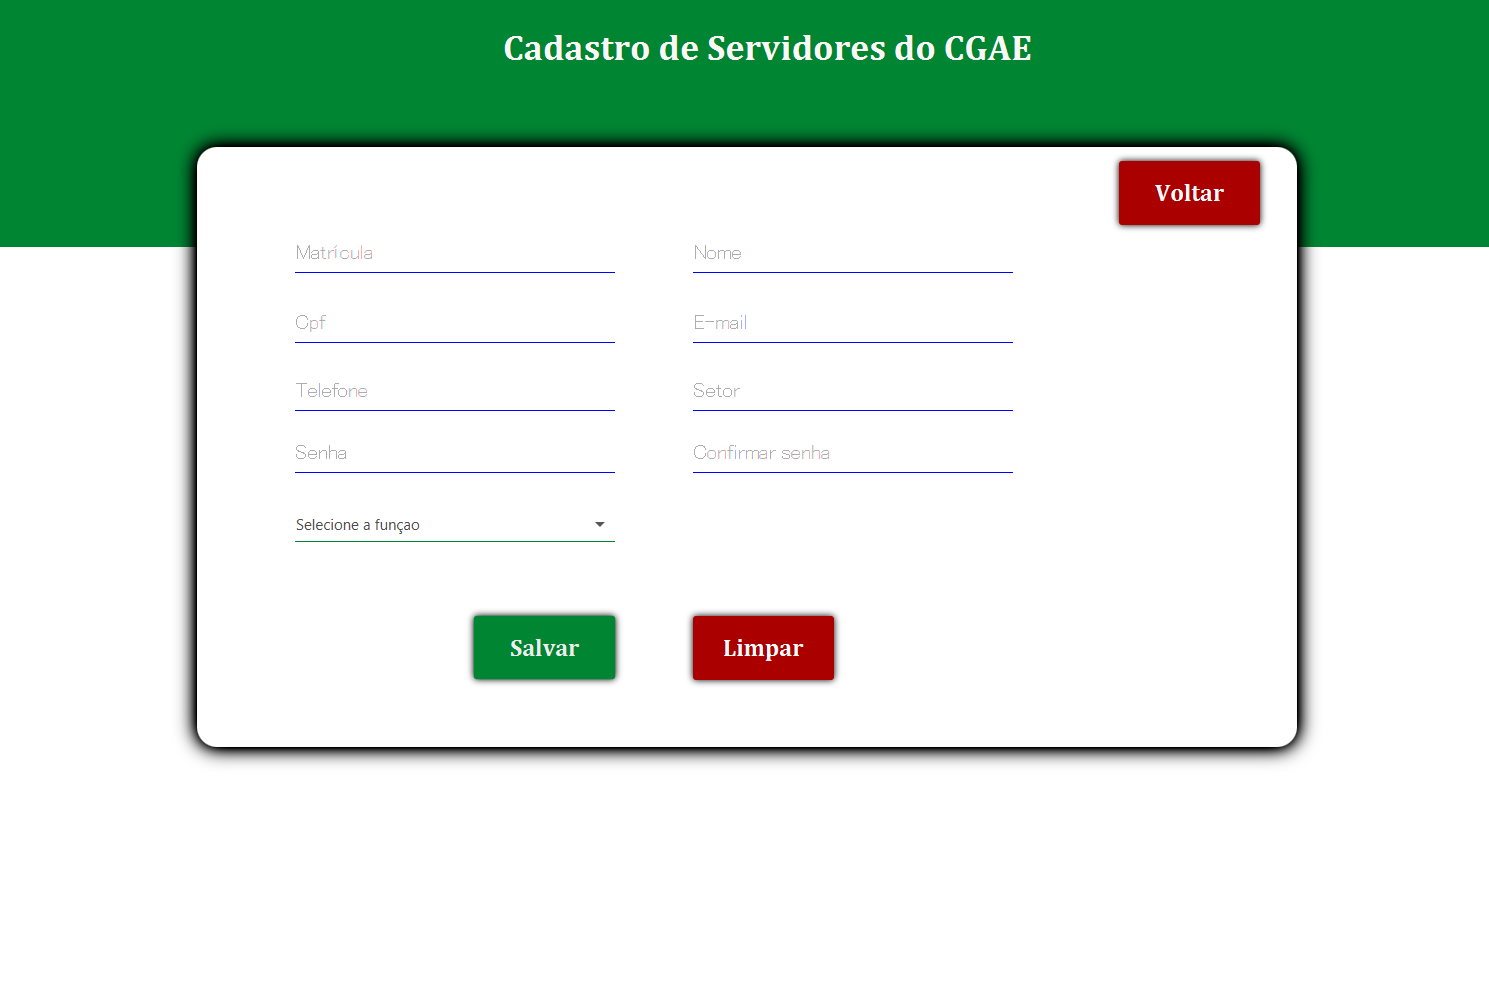 Cadastro de Servidores do CGAE
Voltar
Matrícula
Nome
Cpf
E-mail
Telefone
Setor
Senha
Confirmar senha
Selecione a funçao
Salvar
Limpar